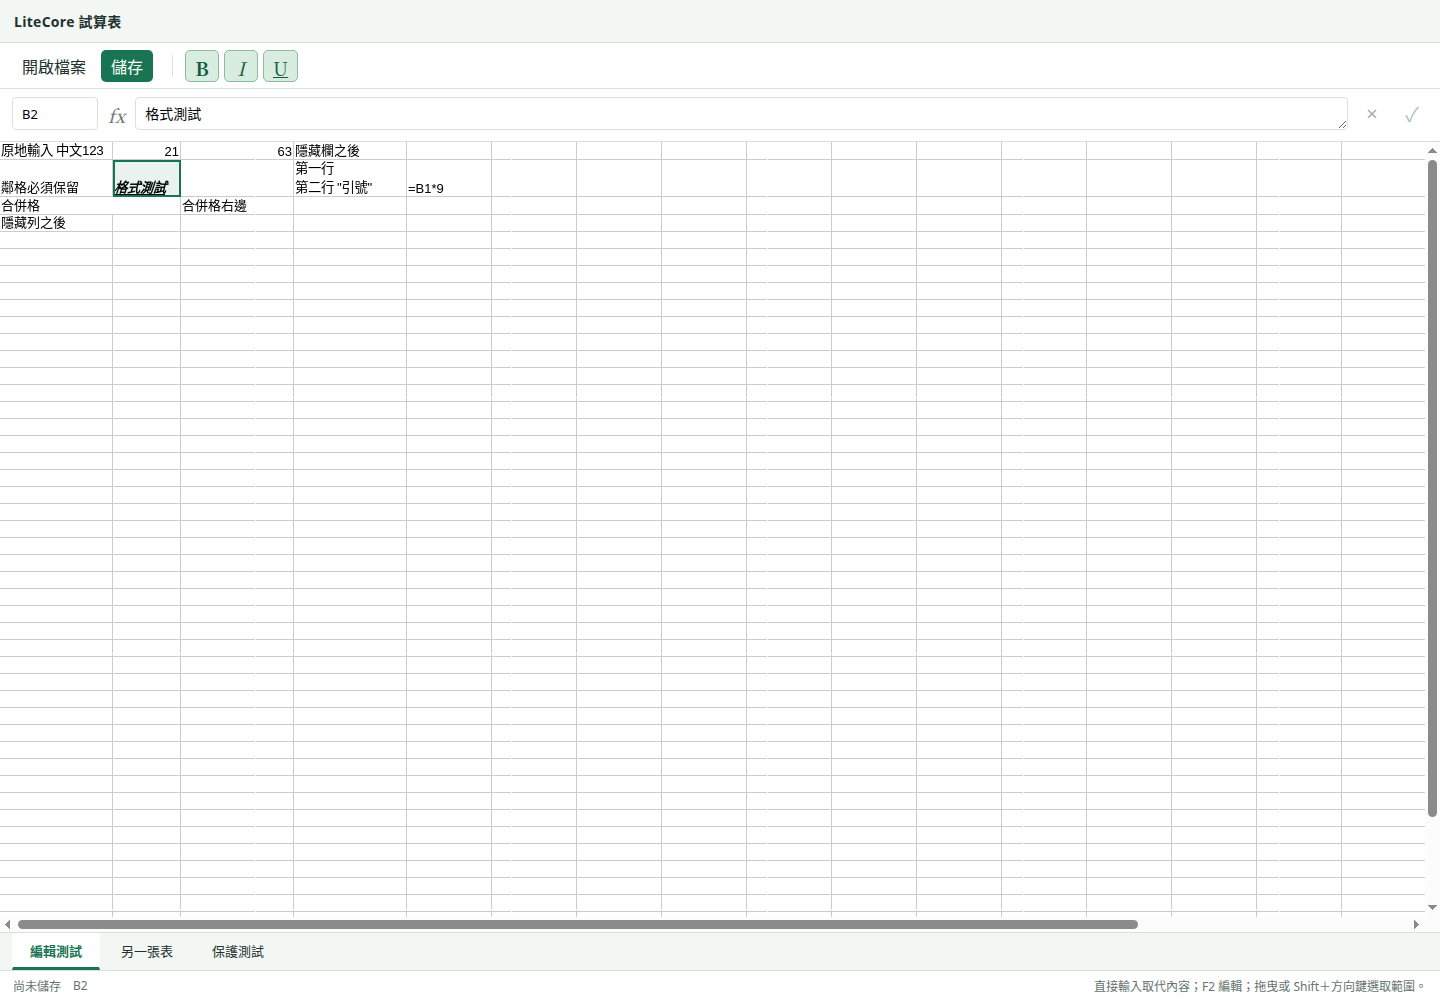 LiteCore 試算表
開啟檔案 儲存 B I U
B2 fx 格式測試 × ✓
原地輸入 中文123 21 63 隱藏欄之後
第一行
鄰格必須保留 格式測試 第二行 "引號" =B1*9
合併格 合併格右邊
隱藏列之後
編輯測試 另一張表 保護測試
尚未儲存 B2 直接輸入取代內容；F2 編輯；拖曳或 Shift＋方向鍵選取範圍。